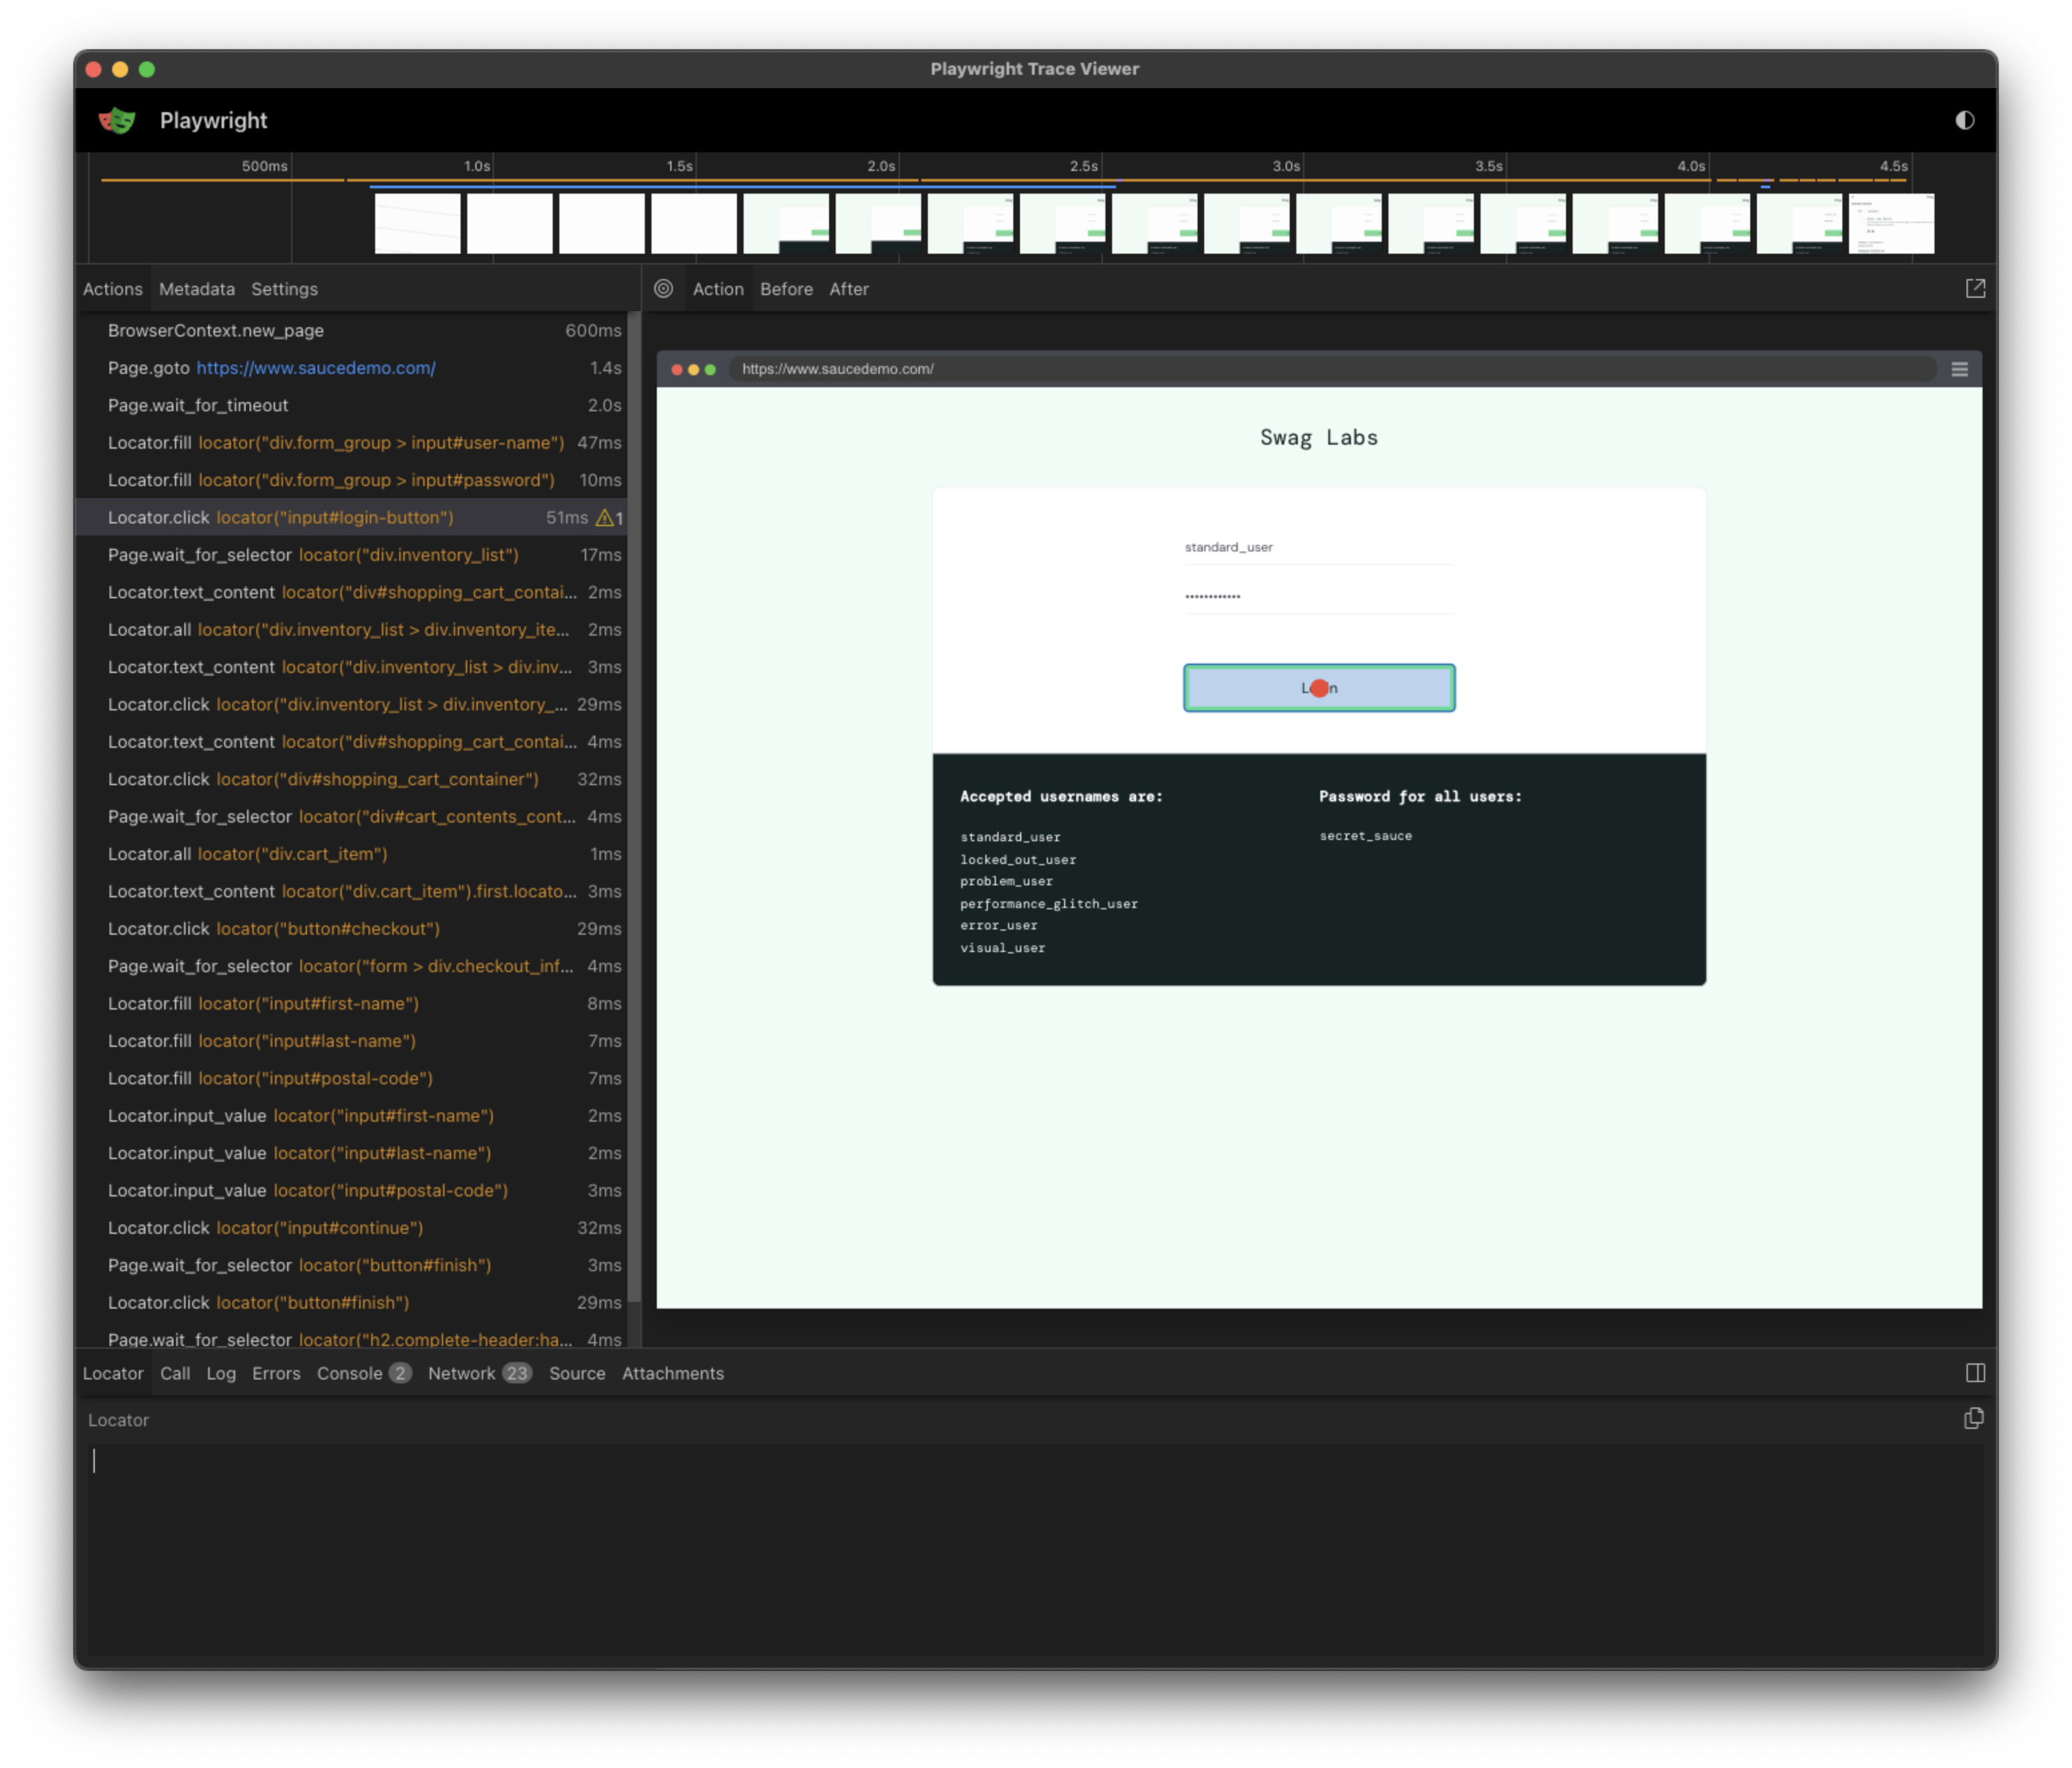 Playwright Trace Viewer
Playwright
500ms 1.0s 1.5s 2.0s 2.5s 3.0s 3.5s 4.0s 4.5s
Actions Metadata Settings
BrowserContext.new_page 600ms
Page.goto https://www.saucedemo.com/ 1.4s
Page.wait_for_timeout 2.0s
Locator.fill locator("div.form_group > input#user-name") 47ms
Locator.fill locator("div.form_group > input#password") 10ms
Locator.click locator("input#login-button") 51ms 1
Page.wait_for_selector locator("div.inventory_list") 17ms
Locator.text_content locator("div#shopping_cart_contai... 2ms
Locator.all locator("div.inventory_list > div.inventory_ite... 2ms
Locator.text_content locator("div.inventory_list > div.inv... 3ms
Locator.click locator("div.inventory_list > div.inventory_... 29ms
Locator.text_content locator("div#shopping_cart_contai... 4ms
Locator.click locator("div#shopping_cart_container") 32ms
Page.wait_for_selector locator("div#cart_contents_cont... 4ms
Locator.all locator("div.cart_item") 1ms
Locator.text_content locator("div.cart_item").first.locato... 3ms
Locator.click locator("button#checkout") 29ms
Page.wait_for_selector locator("form > div.checkout_inf... 4ms
Locator.fill locator("input#first-name") 8ms
Locator.fill locator("input#last-name") 7ms
Locator.fill locator("input#postal-code") 7ms
Locator.input_value locator("input#first-name") 2ms
Locator.input_value locator("input#last-name") 2ms
Locator.input_value locator("input#postal-code") 3ms
Locator.click locator("input#continue") 32ms
Page.wait_for_selector locator("button#finish") 3ms
Locator.click locator("button#finish") 29ms
Page.wait_for_selector locator("h2.complete-header:ha... 4ms
Action Before After
https://www.saucedemo.com/
Swag Labs
standard_user
••••••••••••
Accepted usernames are:
standard_user
locked_out_user
problem_user
performance_glitch_user
error_user
visual_user
Password for all users:
secret_sauce
Locator Call Log Errors Console 2 Network 23 Source Attachments
Locator